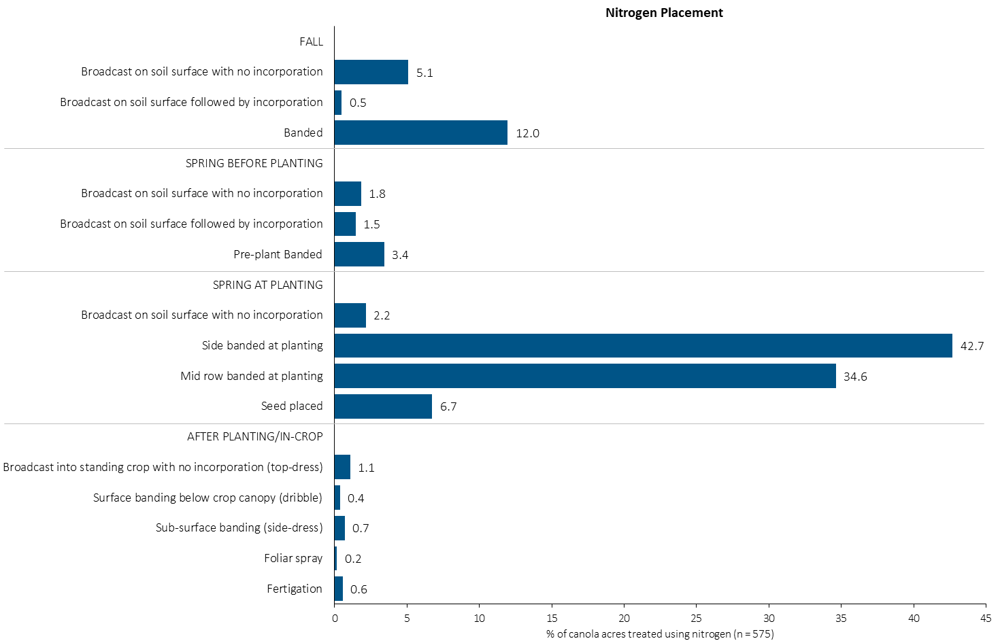 Nitrogen Placement
FALL
Broadcast on soil surface with no incorporation 5.1
Broadcast on soil surface followed by incorporation 0.5
Banded 12.0
SPRING BEFORE PLANTING
Broadcast on soil surface with no incorporation 1.8
Broadcast on soil surface followed by incorporation 1.5
Pre-plant Banded 3.4
SPRING AT PLANTING
Broadcast on soil surface with no incorporation 2.2
Side banded at planting 42.7
Mid row banded at planting 34.6
Seed placed 6.7
AFTER PLANTING/IN-CROP
Broadcast into standing crop with no incorporation (top-dress) 1.1
Surface banding below crop canopy (dribble) 0.4
Sub-surface banding (side-dress) 0.7
Foliar spray 0.2
Fertigation 0.6
0 5 10 15 20 25 30 35 40 45
% of canola acres treated using nitrogen (n = 575)